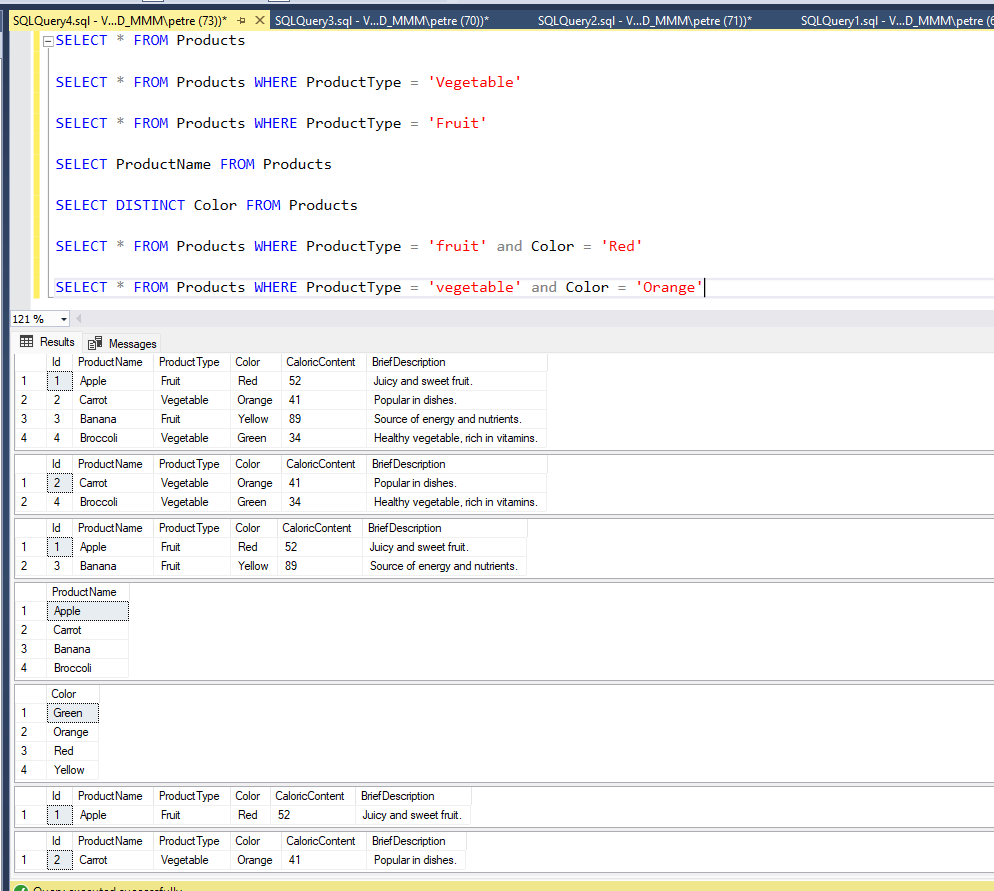 SQLQuery4.sql - V...D_MMM\petre (73))* SQLQuery3.sql - V...D_MMM\petre (70))* SQLQuery2.sql - V...D_MMM\petre (71))* SQLQuery1.sql - V...D_MMM\petre (6
SELECT * FROM Products
SELECT * FROM Products WHERE ProductType = 'Vegetable'
SELECT * FROM Products WHERE ProductType = 'Fruit'
SELECT ProductName FROM Products
SELECT DISTINCT Color FROM Products
SELECT * FROM Products WHERE ProductType = 'fruit' and Color = 'Red'
SELECT * FROM Products WHERE ProductType = 'vegetable' and Color = 'Orange'
121 %
Results Messages
Id ProductName ProductType Color CaloricContent BriefDescription
1 1 Apple Fruit Red 52 Juicy and sweet fruit.
2 2 Carrot Vegetable Orange 41 Popular in dishes.
3 3 Banana Fruit Yellow 89 Source of energy and nutrients.
4 4 Broccoli Vegetable Green 34 Healthy vegetable, rich in vitamins.
Id ProductName ProductType Color CaloricContent BriefDescription
1 2 Carrot Vegetable Orange 41 Popular in dishes.
2 4 Broccoli Vegetable Green 34 Healthy vegetable, rich in vitamins.
Id ProductName ProductType Color CaloricContent BriefDescription
1 1 Apple Fruit Red 52 Juicy and sweet fruit.
2 3 Banana Fruit Yellow 89 Source of energy and nutrients.
ProductName
1 Apple
2 Carrot
3 Banana
4 Broccoli
Color
1 Green
2 Orange
3 Red
4 Yellow
Id ProductName ProductType Color CaloricContent BriefDescription
1 1 Apple Fruit Red 52 Juicy and sweet fruit.
Id ProductName ProductType Color CaloricContent BriefDescription
1 2 Carrot Vegetable Orange 41 Popular in dishes.
Query executed successfully